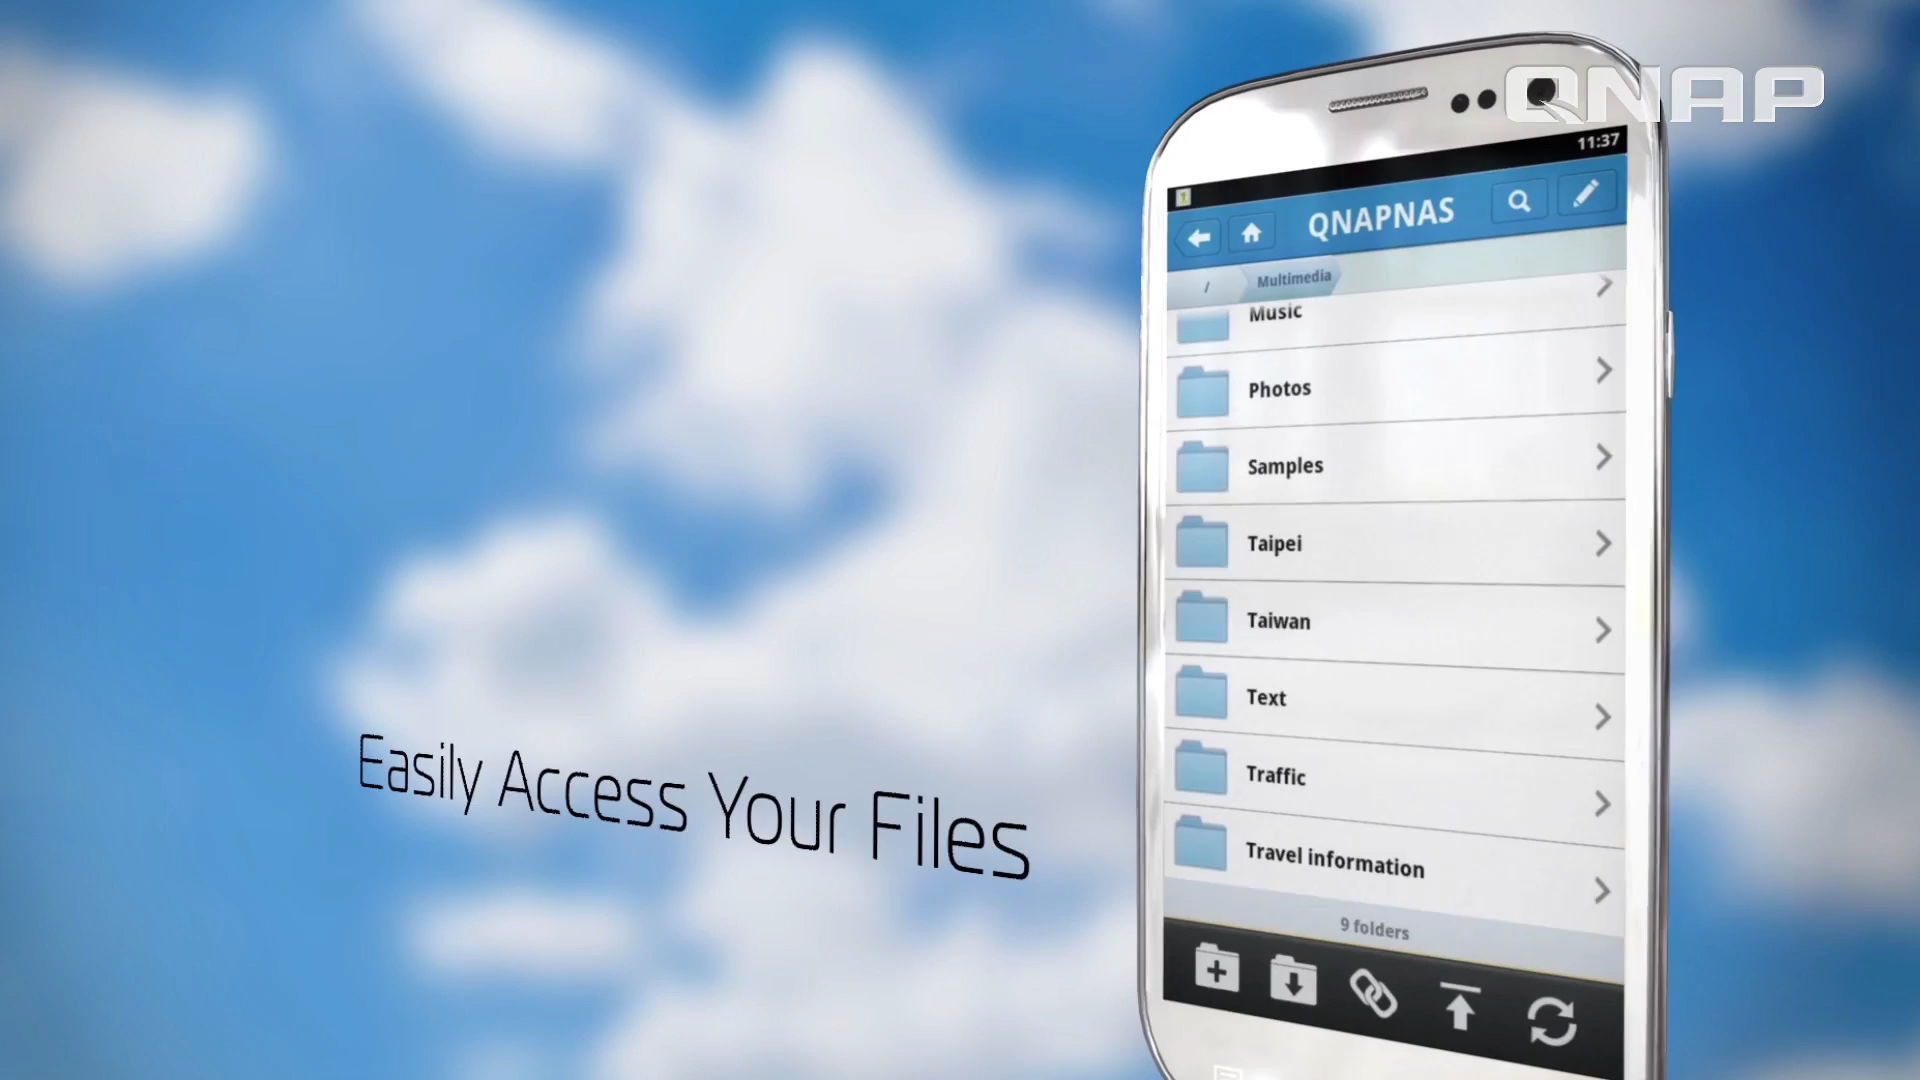 QNAP
11:37
QNAPNAS
/
Multimedia
Music
Photos
Samples
Taipei
Taiwan
Text
Traffic
Travel information
9 folders
Easily Access Your Files